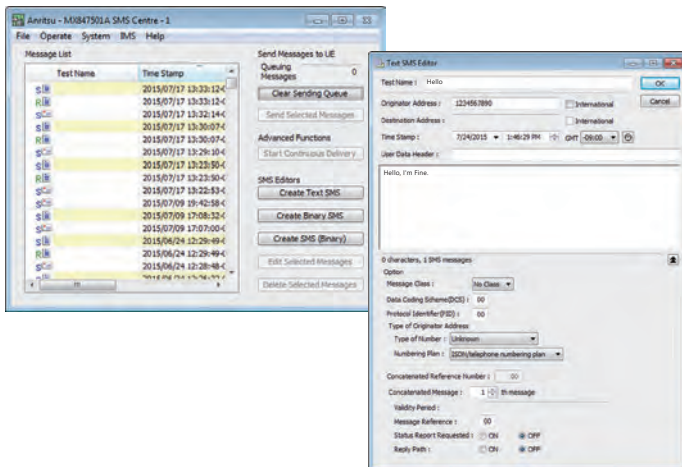 Anritsu - MX847501A SMS Centre - 1
File Operate System IMS Help
Message List
Test Name Time Stamp
S 2015/07/17 13:33:12-(
R 2015/07/17 13:33:12-(
S 2015/07/17 13:32:14-(
S 2015/07/17 13:30:07-(
R 2015/07/17 13:30:07-(
S 2015/07/17 13:29:10-(
S 2015/07/17 13:23:50-(
R 2015/07/17 13:23:50-(
S 2015/07/17 13:22:53-(
S 2015/07/09 19:42:58-(
S 2015/07/09 17:08:32-(
S 2015/07/09 17:07:00-(
S 2015/06/24 12:29:49-(
R 2015/06/24 12:29:49-(
S 2015/06/24 12:28:48-(
Send Messages to UE
Queuing
Messages 0
Clear Sending Queue
Send Selected Messages
Advanced Functions
Start Continuous Delivery
SMS Editors
Create Text SMS
Create Binary SMS
Create SMS (Binary)
Edit Selected Messages
Delete Selected Messages
Text SMS Editor
Test Name : Hello
OK
Originator Address : 1234567890 International
Cancel
Destination Address : International
Time Stamp : 7/24/2015 1:46:29 PM GMT -09:00
User Data Header :
Hello, I'm Fine.
0 characters, 1 SMS messages
Option
Message Class : No Class
Data Coding Scheme(DCS) : 00
Protocol Identifier(PID) : 00
Type of Originator Address
Type of Number : Unknown
Numbering Plan : ISDN/telephone numbering plan
Concatenated Reference Number : 00
Concatenated Message : 1 th message
Validity Period :
Message Reference : 00
Status Report Requested : ON OFF
Reply Path : ON OFF